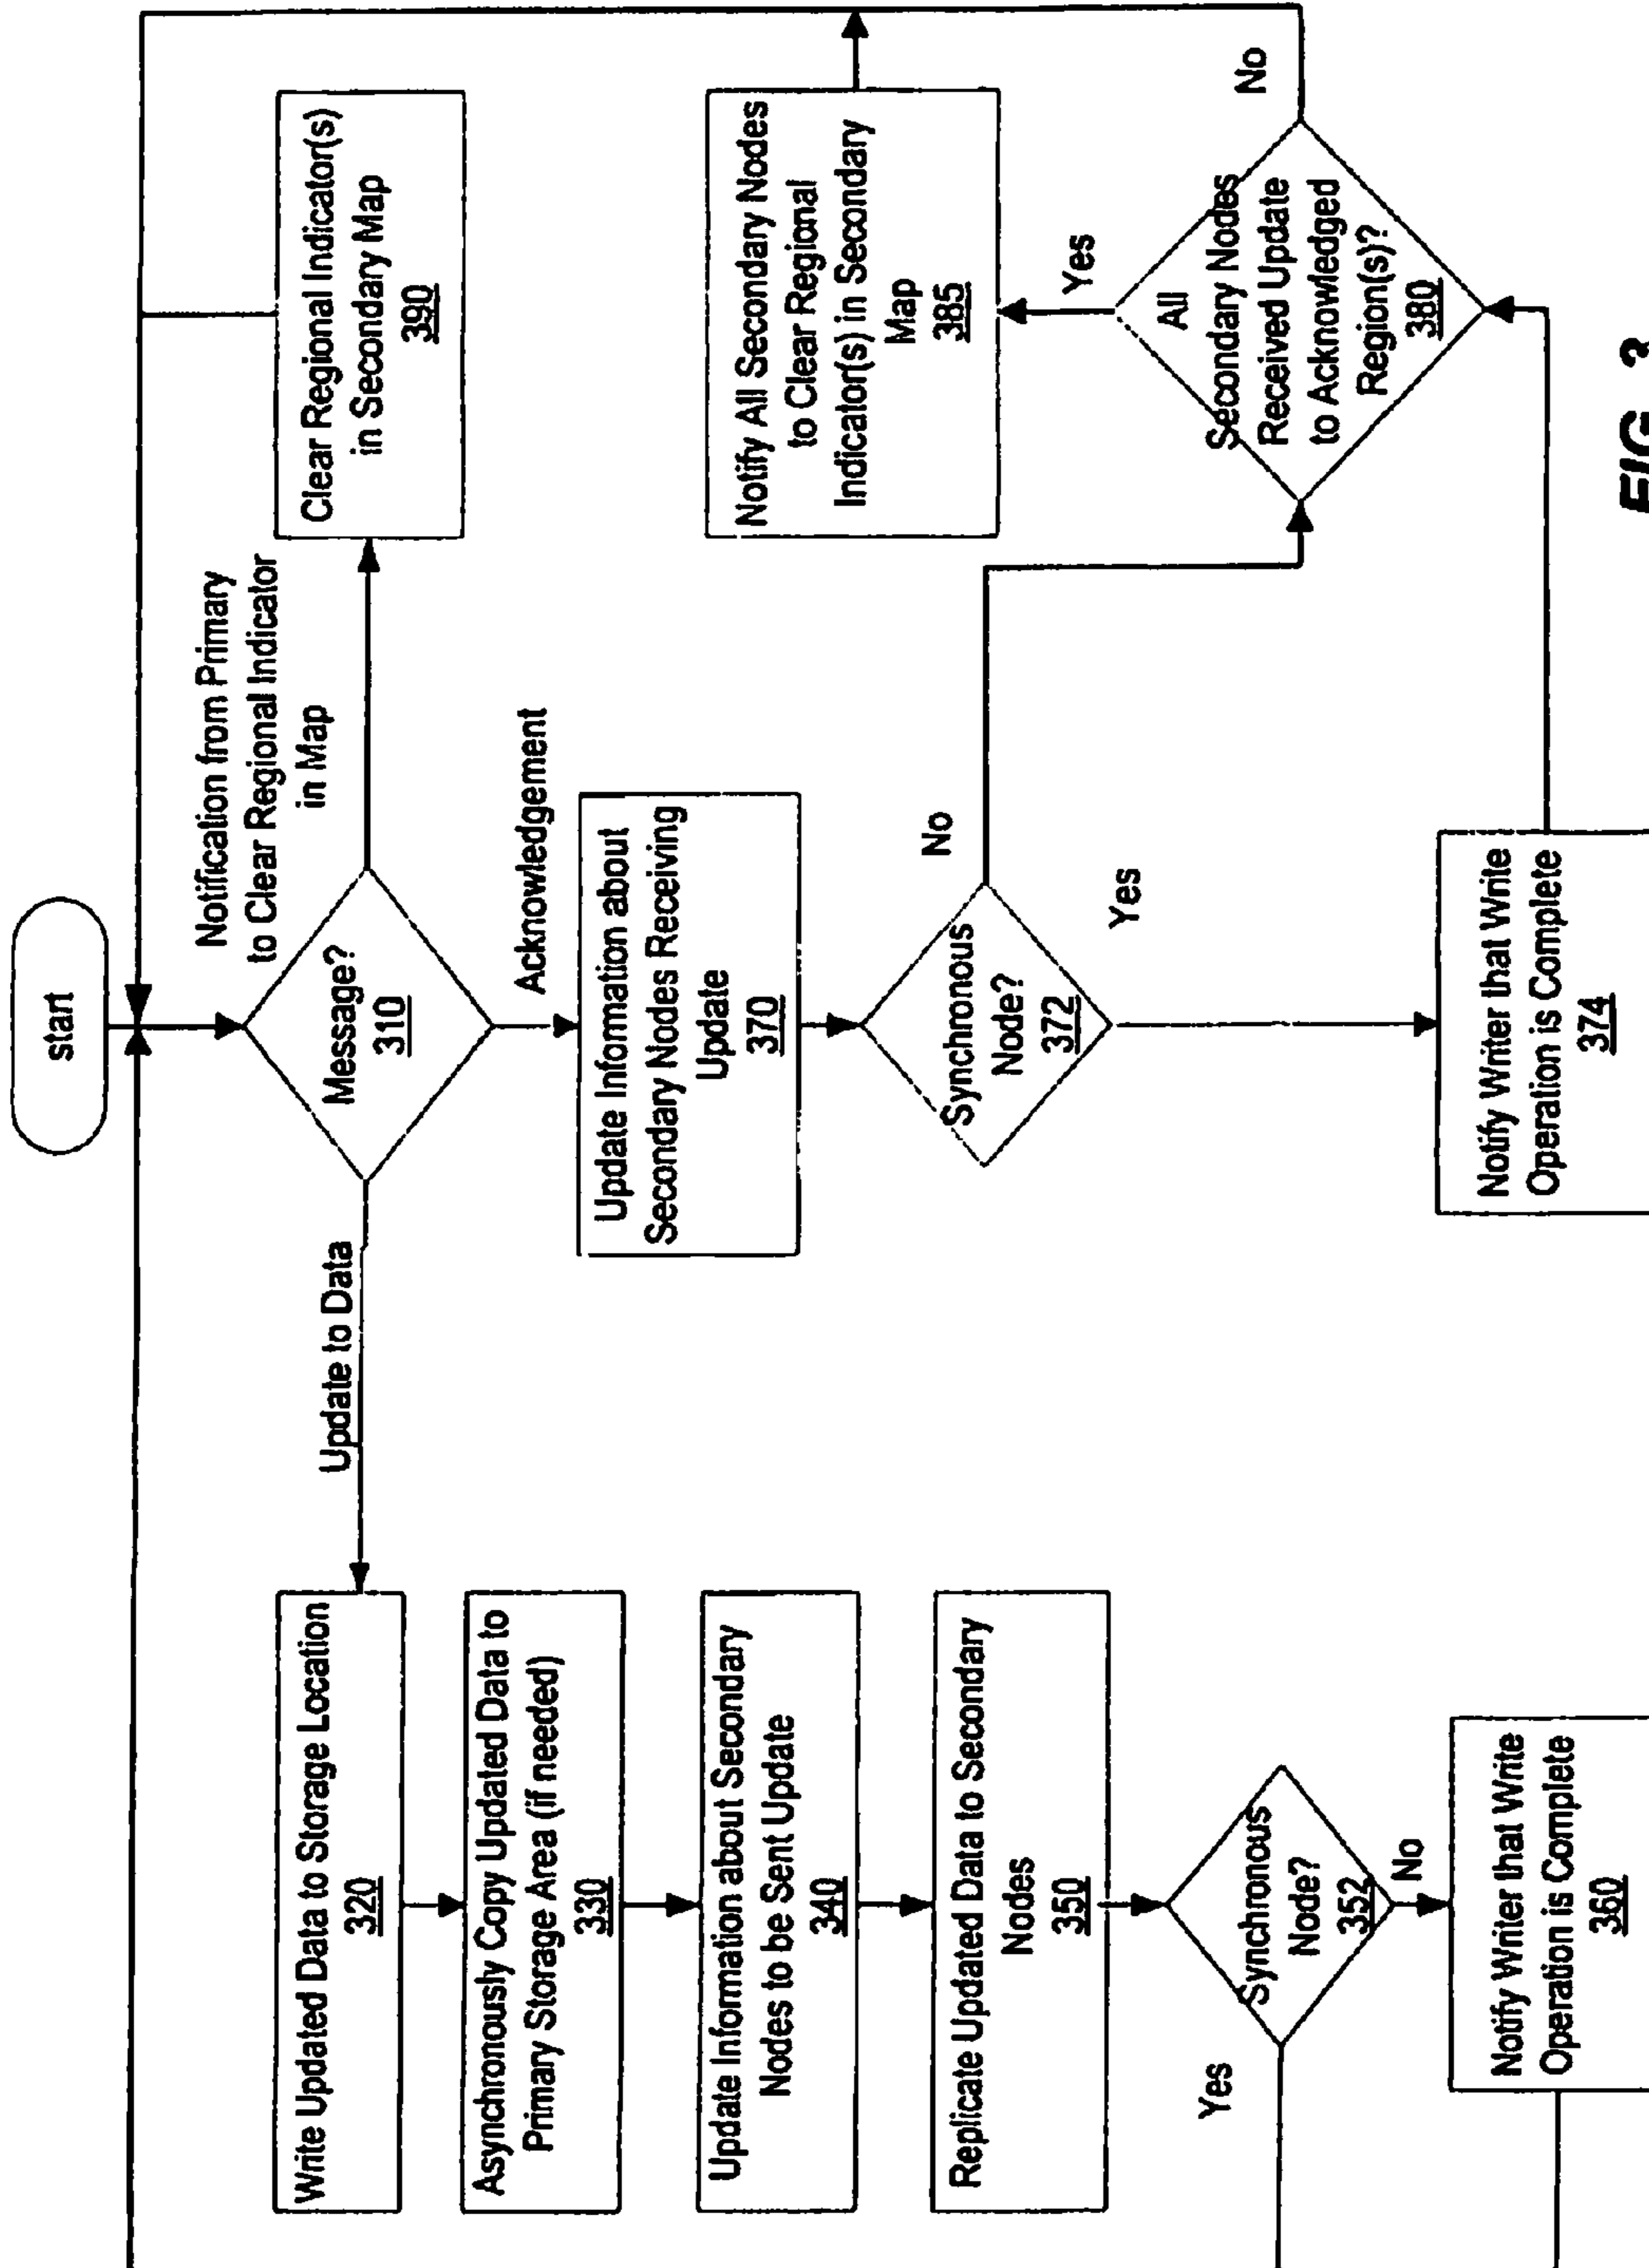 start
Notification from Primary
to Clear Regional Indicator
in Map
Message?
310
Update to Data
Acknowledgement
Write Updated Data to Storage Location
320
Asynchronously Copy Updated Data to
Primary Storage Area (if needed)
330
Update Information about Secondary
Nodes to be Sent Update
340
Replicate Updated Data to Secondary
Nodes
350
Synchronous
Node?
352
Yes
No
Notify Writer that Write
Operation is Complete
360
Update Information about
Secondary Nodes Receiving
Update
370
Synchronous
Node?
372
No
Yes
Notify Writer that Write
Operation is Complete
374
Clear Regional Indicator(s)
in Secondary Map
390
Notify All Secondary Nodes
to Clear Regional
Indicator(s) in Secondary
Map
385
Yes
All
Secondary Nodes
Received Update
to Acknowledged
Region(s)?
380
No
FIG.